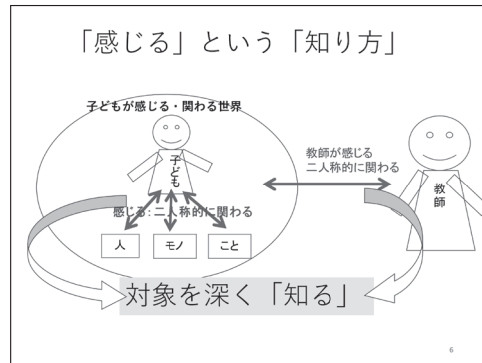 「感じる」という「知り方」
子どもが感じる・関わる世界
子ども
教師が感じる
二人称的に関わる
教師
感じる:二人称的に関わる
人
モノ
こと
対象を深く「知る」
6